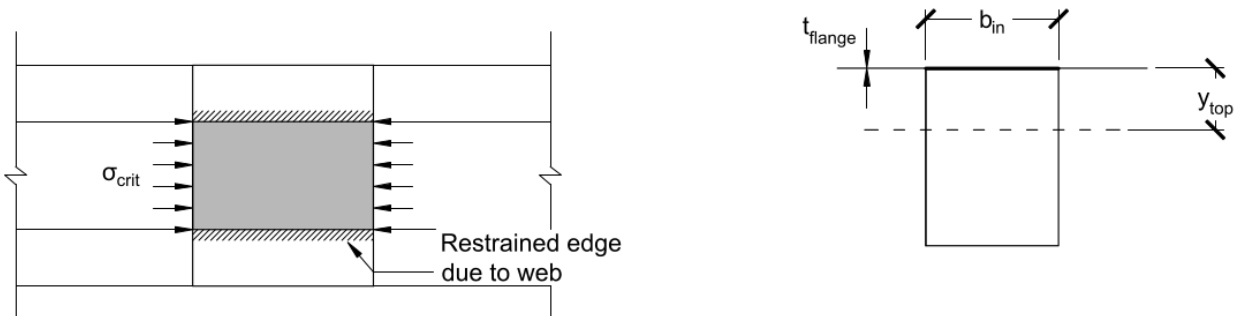 σcrit
Restrained edge
due to web
tflange
bin
ytop